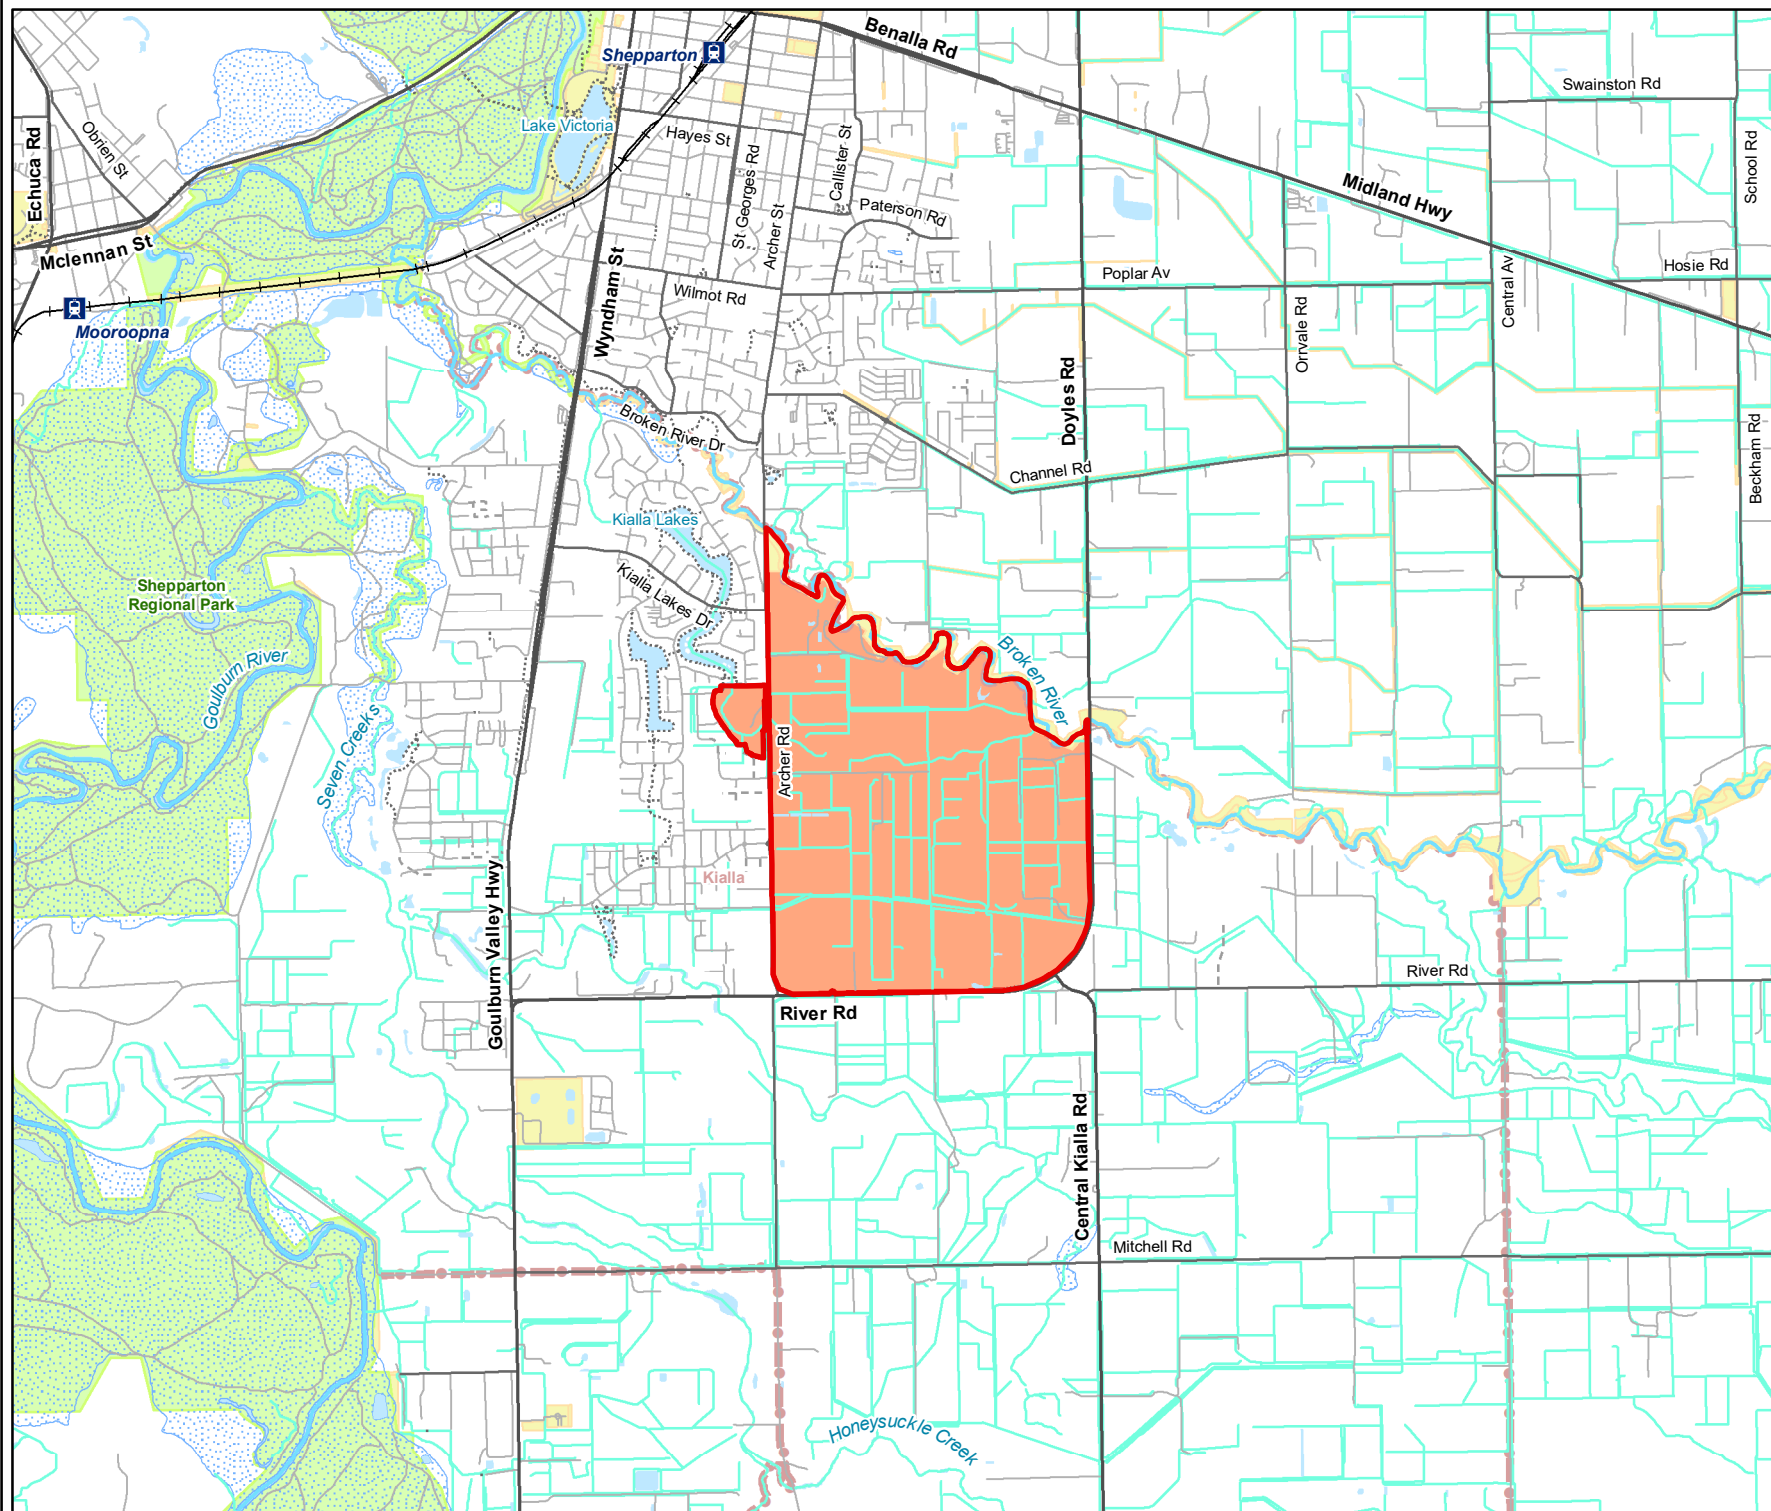 Benalla Rd
Shepparton
Swainston Rd
Lake Victoria
Hayes St
Echuca Rd
Obrien St
St Georges Rd
Callister St
School Rd
Midland Hwy
Archer St
Paterson Rd
Mclennan St
Wyndham St
Poplar Av
Hosie Rd
Central Av
Wilmot Rd
Orrvale Rd
Mooroopna
Doyles Rd
Broken River Dr
Beckham Rd
Channel Rd
Kialla Lakes
Shepparton
Regional Park
Kialla Lakes Dr
Goulburn River
Broken River
Seven Creeks
Archer Rd
Kialla
Goulburn Valley Hwy
River Rd
River Rd
Central Kialla Rd
Mitchell Rd
Honeysuckle Creek